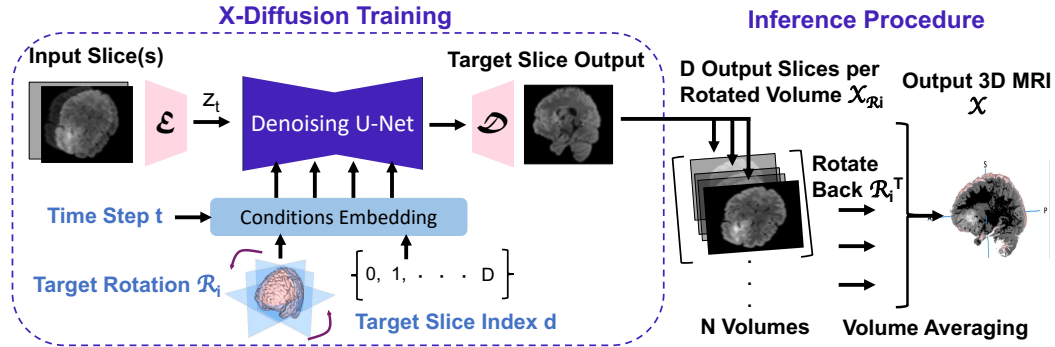 X-Diffusion Training
Inference Procedure
Input Slice(s)
Target Slice Output
D Output Slices per
Rotated Volume 𝒳ℛi
Output 3D MRI
𝒳
ℰ
zt
Denoising U-Net
𝒟
Rotate
Back ℛiᵀ
Time Step t
Conditions Embedding
Target Rotation ℛi
0, 1, · · · D
Target Slice Index d
N Volumes
Volume Averaging
S
P